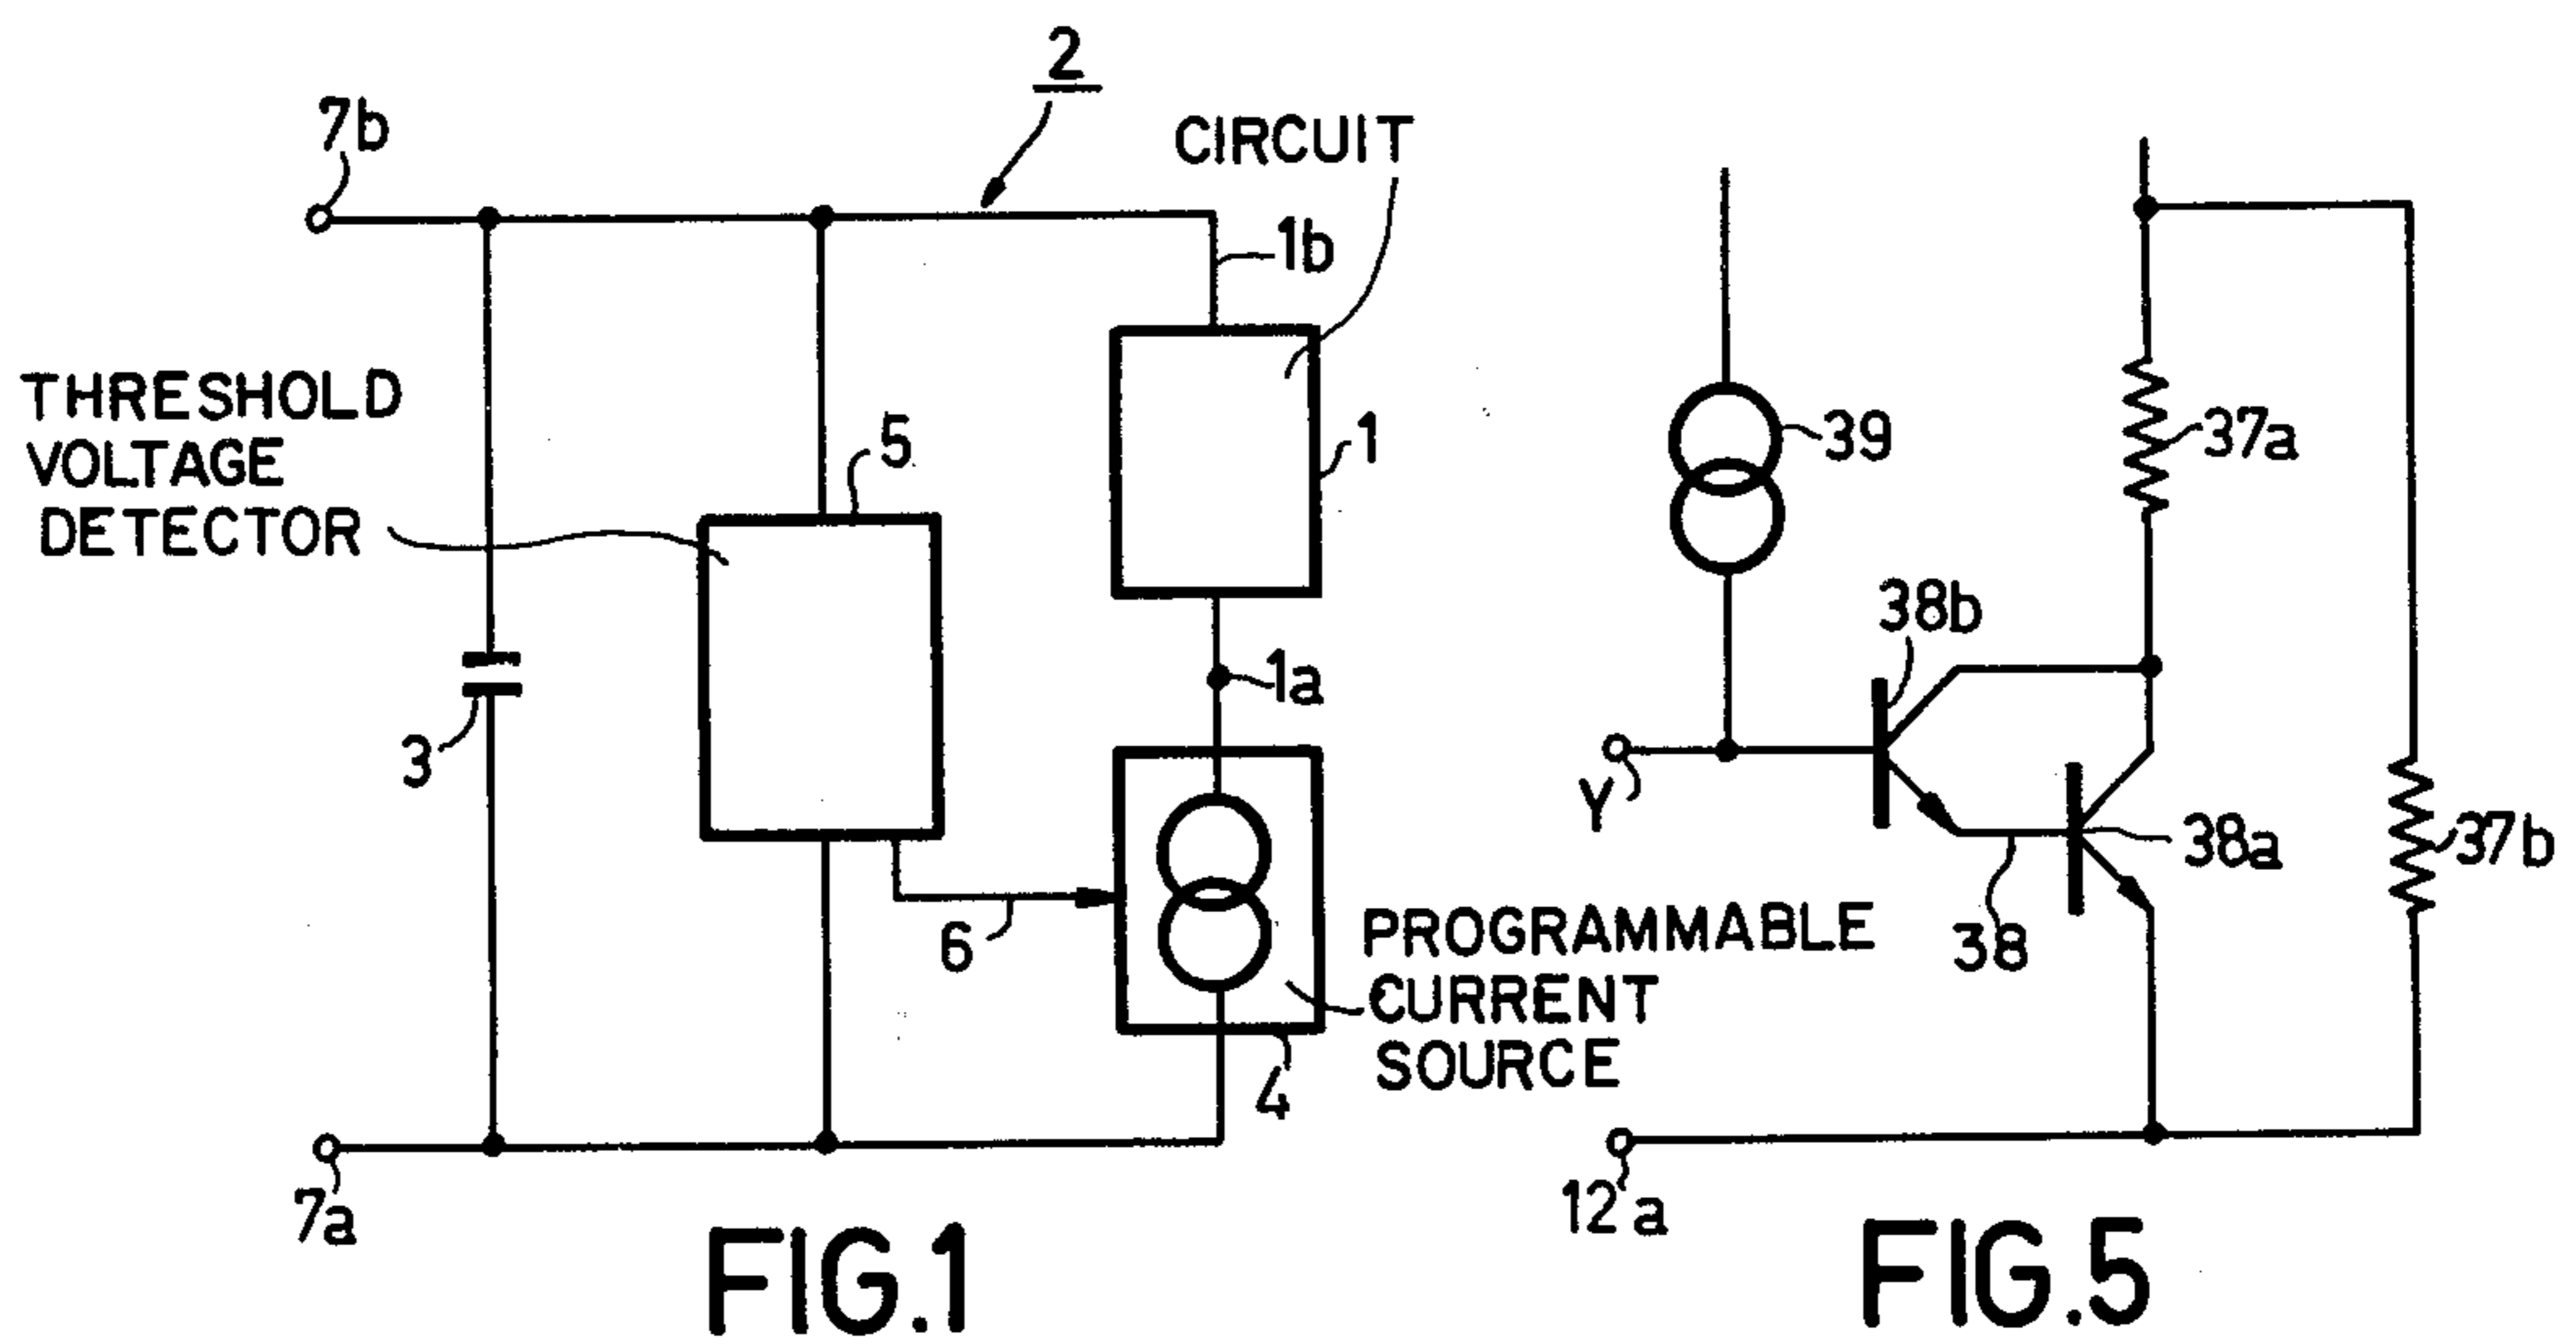 2
7b
CIRCUIT
1b
THRESHOLD
VOLTAGE
DETECTOR
5
1
1a
3
6
PROGRAMMABLE
CURRENT
SOURCE
4
7a
FIG.1
39
37a
38b
Y
38a
37b
38
12a
FIG.5